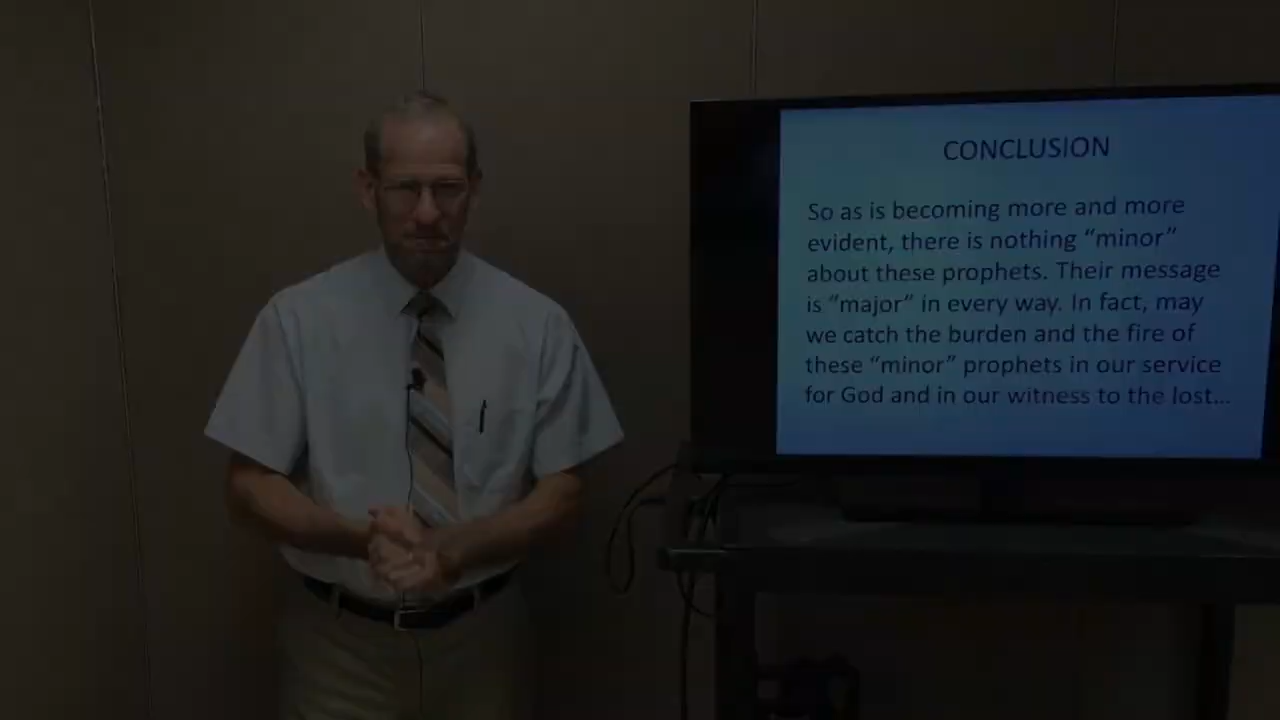 CONCLUSION
So as is becoming more and more
evident, there is nothing “minor”
about these prophets. Their message
is “major” in every way. In fact, may
we catch the burden and the fire of
these “minor” prophets in our service
for God and in our witness to the lost…